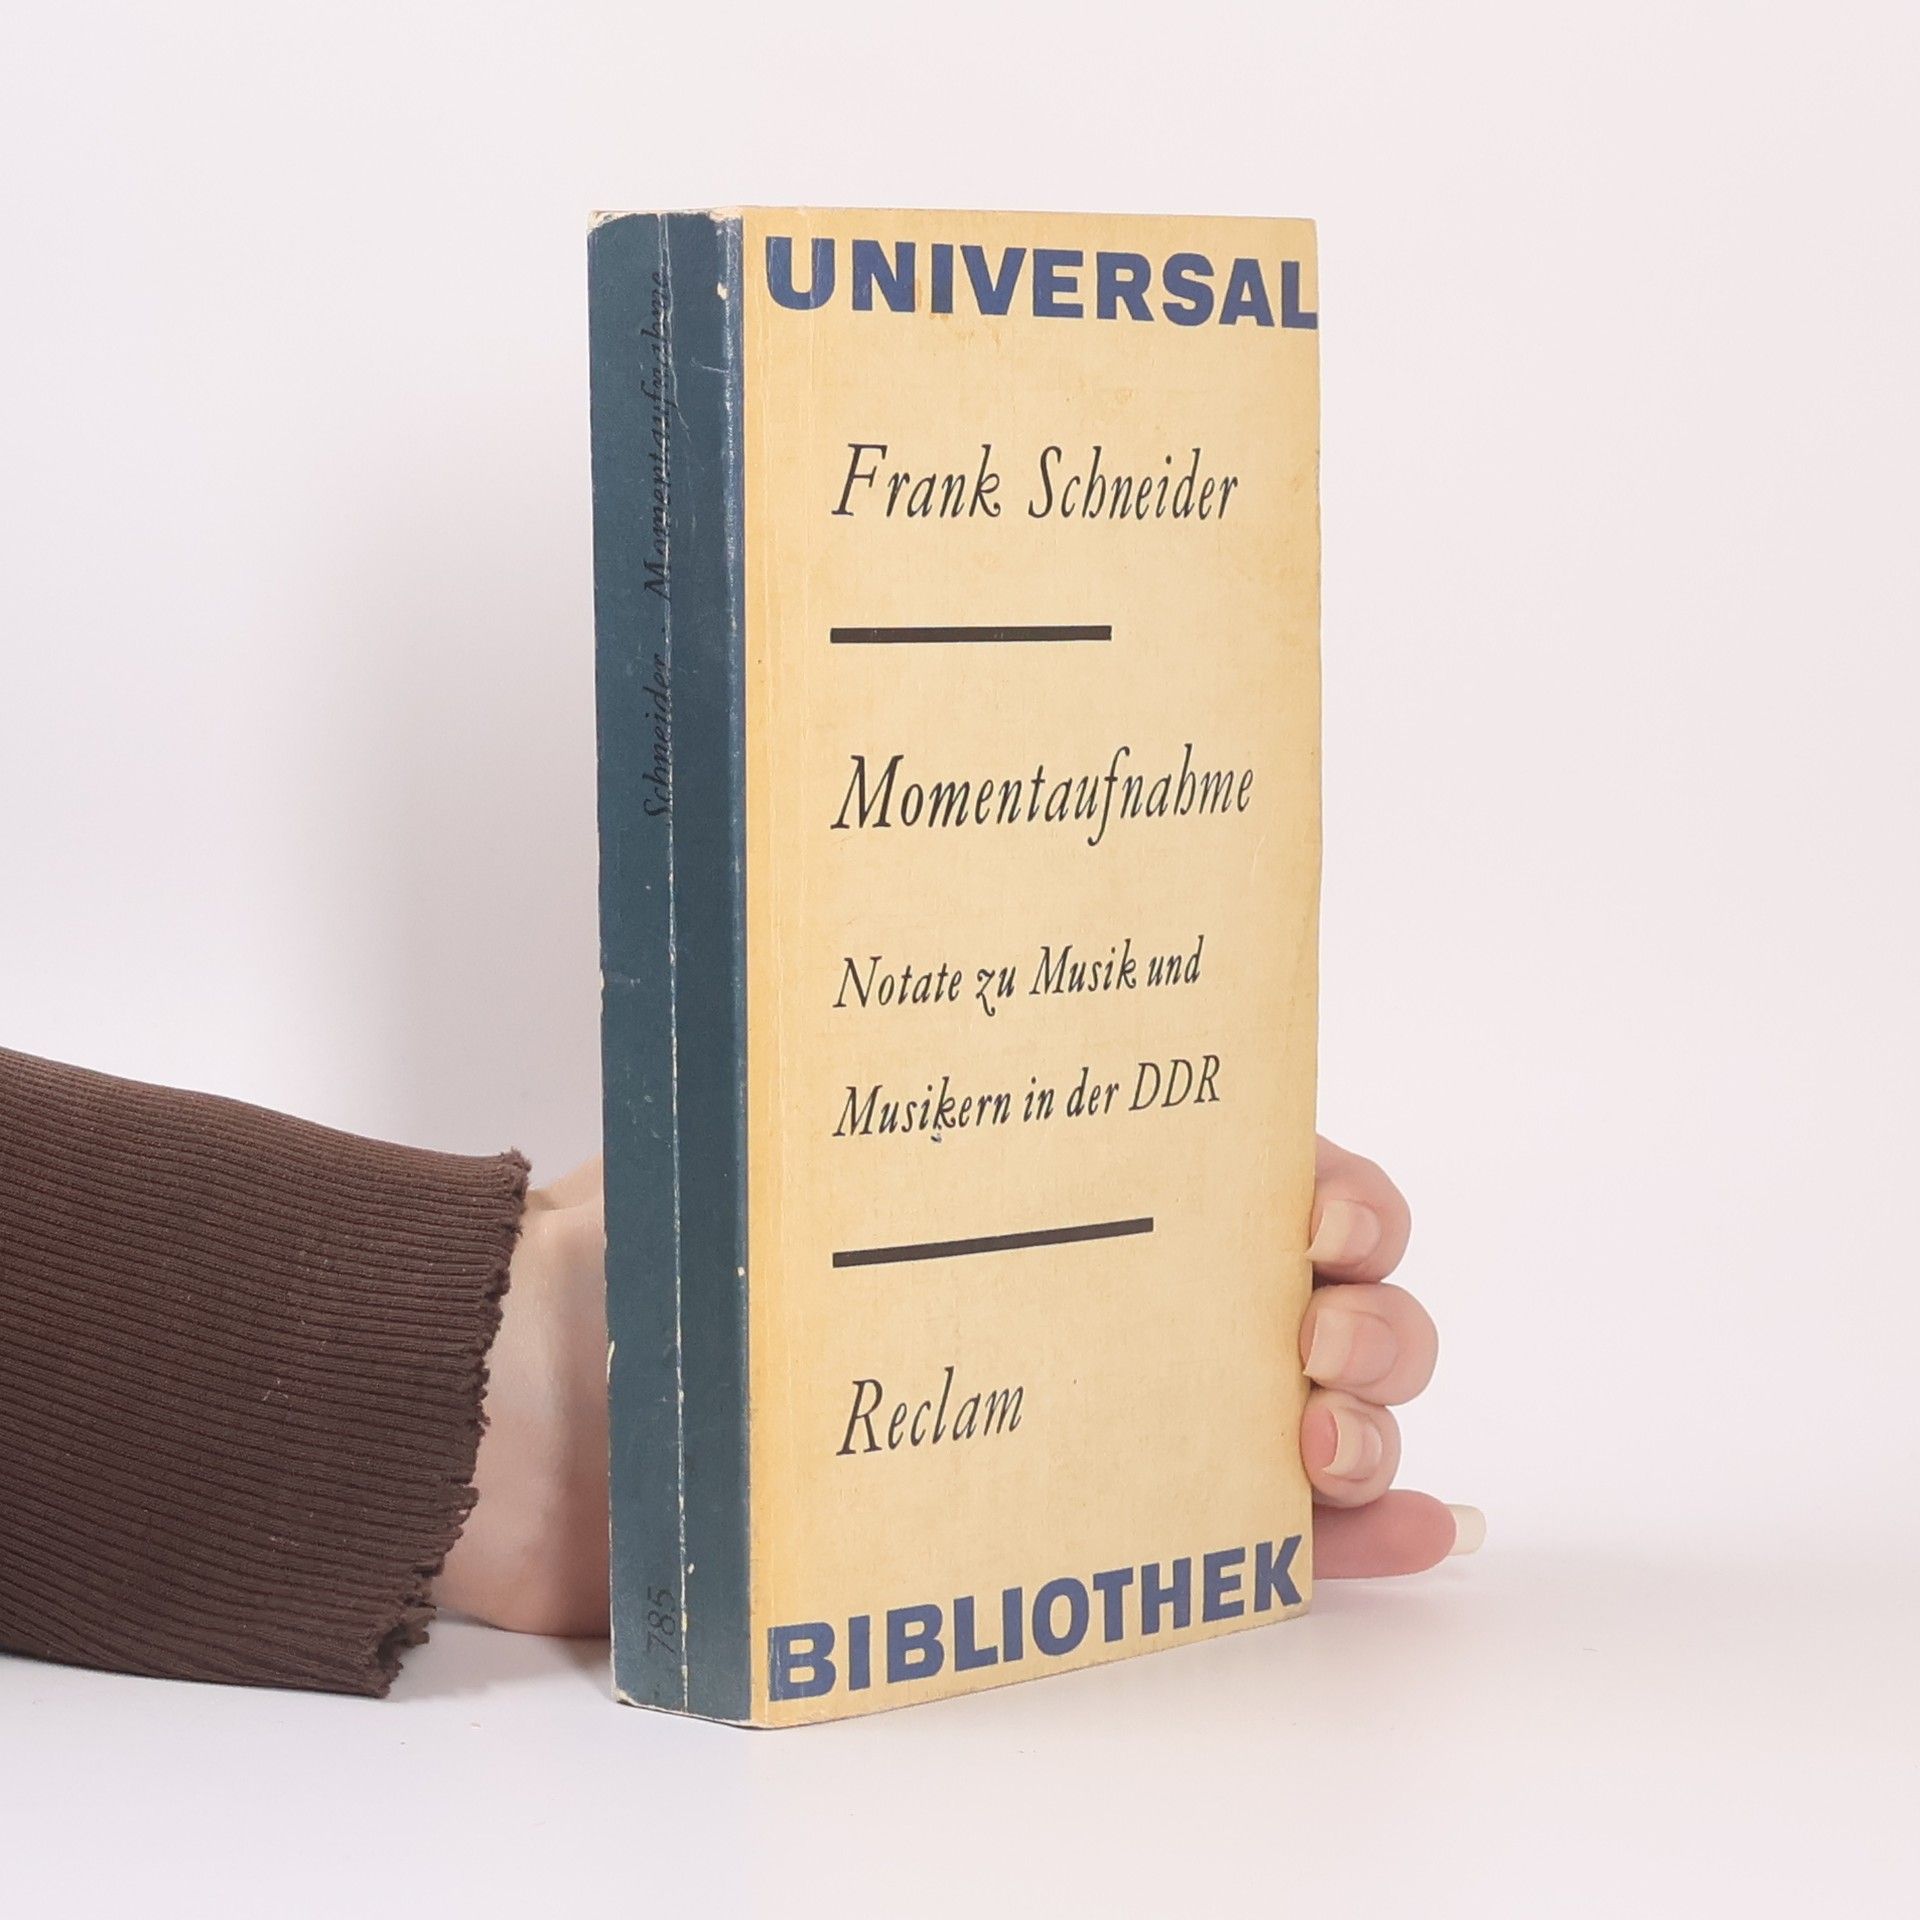 UNIVERSAL
Frank Schneider
Momentaufnahme
Notate zu Musik und
Musikern in der DDR
Reclam
BIBLIOTHEK
Schneider · Momentaufnahme
785